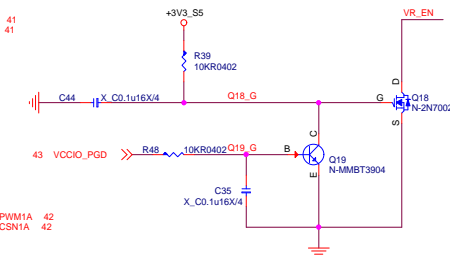 41
41
+3V3_S5
VR_EN
R39
10KR0402
C44
X_C0.1u16X/4
Q18_G
G
D
S
Q18
N-2N7002
43 VCCIO_PGD
R48
10KR0402
Q19_G
B
C
E
Q19
N-MMBT3904
C35
X_C0.1u16X/4
PWM1A 42
CSN1A 42